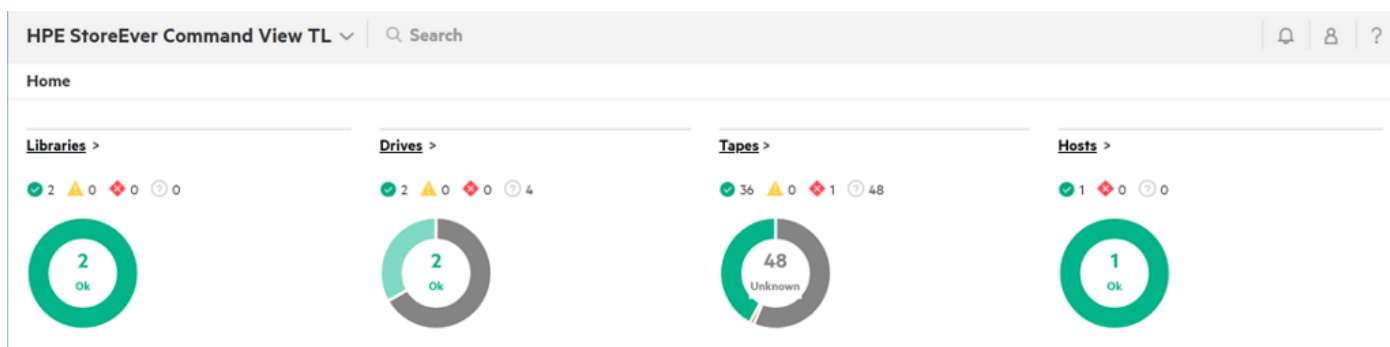 HPE StoreEver Command View TL Search ?
Home
Libraries > Drives > Tapes > Hosts >
2 0 0 ? 0 2 0 0 ? 4 36 0 1 ? 48 1 0 ? 0
2 2 48 1
Ok Ok Unknown Ok